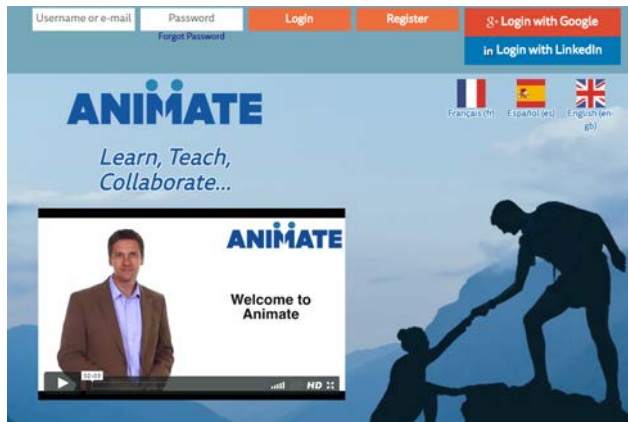 Username or e-mail
Password
Login
Register
Forgot Password
g+ Login with Google
in Login with LinkedIn
ANIMATE
Français (fr)
Español (es)
English (en-
gb)
Learn, Teach,
Collaborate...
ANIMATE
Welcome to
Animate
02:03
HD